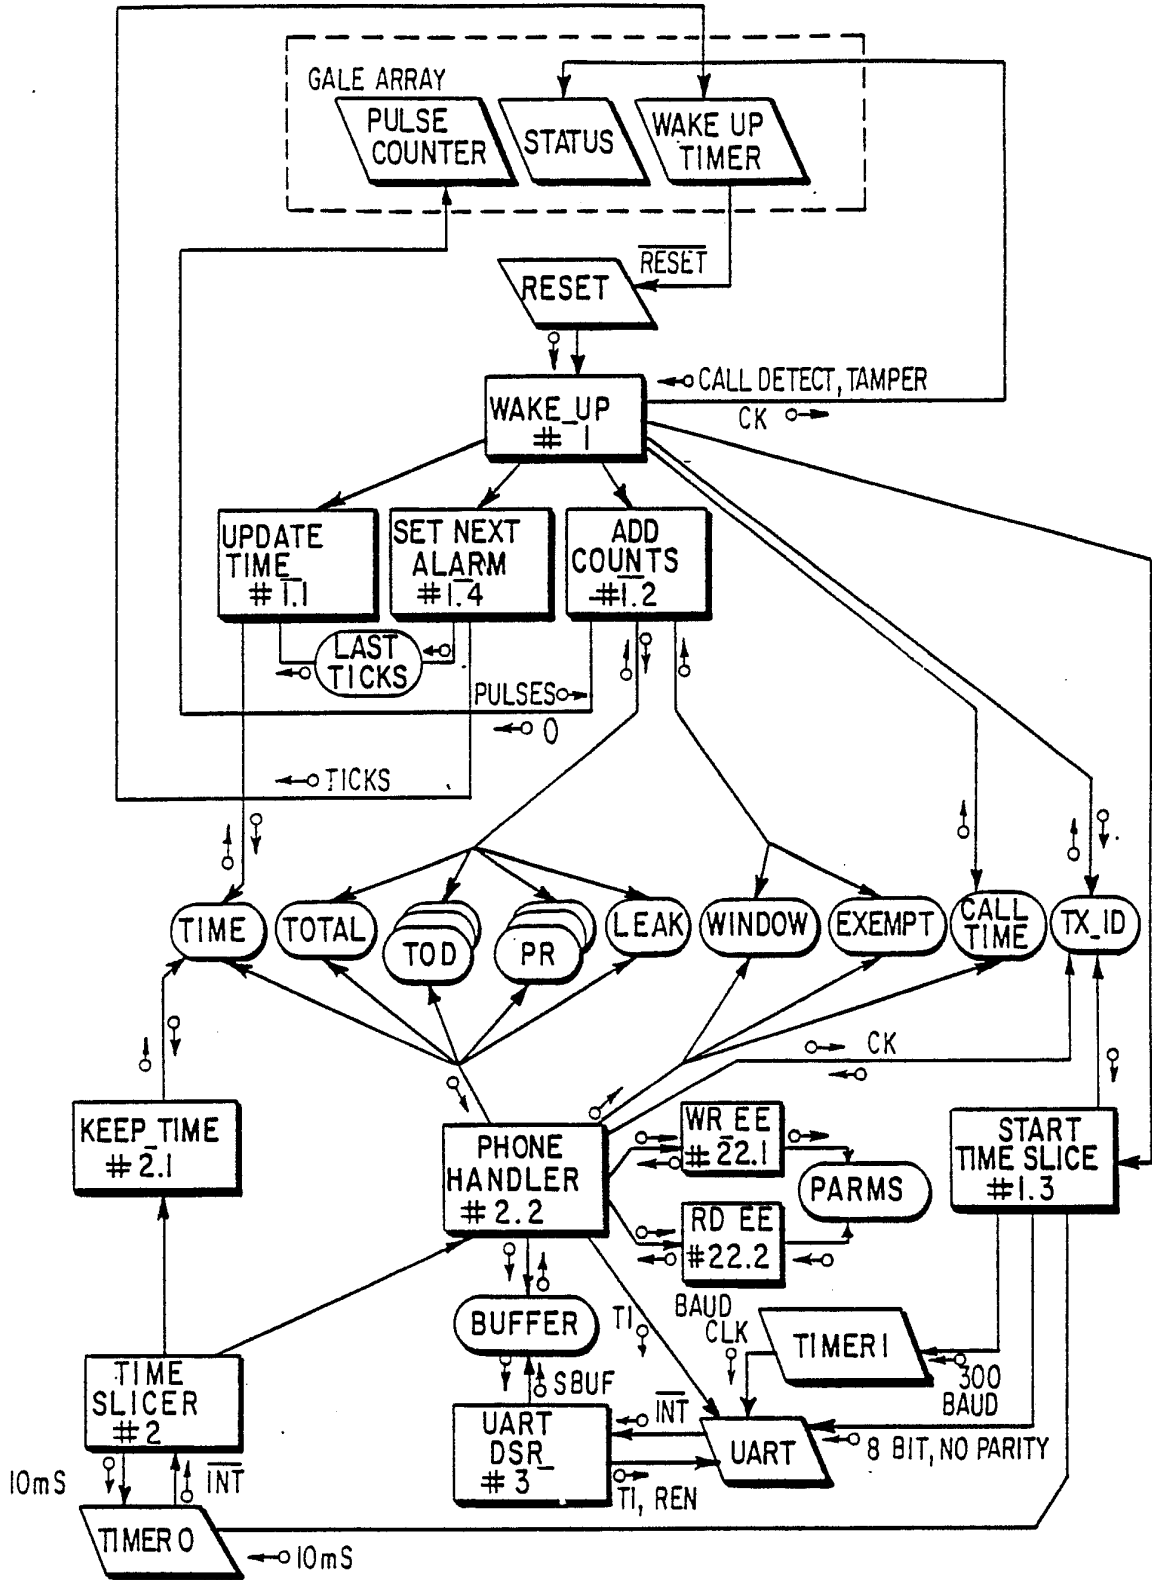 GALE ARRAY
PULSE
COUNTER
STATUS
WAKE UP
TIMER
RESET
RESET
CALL DETECT, TAMPER
CK
WAKE_UP
# 1
UPDATE
TIME_
#1.1
SET NEXT
ALARM
#1.4
ADD
COUNTS
#1.2
LAST
TICKS
PULSES
0
TICKS
TIME
TOTAL
TOD
PR
LEAK
WINDOW
EXEMPT
CALL
TIME
TX_ID
CK
KEEP_TIME
#2.1
PHONE
HANDLER
#2.2
WR EE
#22.1
PARMS
RD EE
#22.2
START
TIME SLICE
#1.3
BUFFER
TI
BAUD
CLK
TIMER1
300
BAUD
TIME
SLICER
#2
SBUF
UART
DSR_
#3
INT
UART
8 BIT, NO PARITY
TI, REN
10mS
INT
TIMER0
10mS